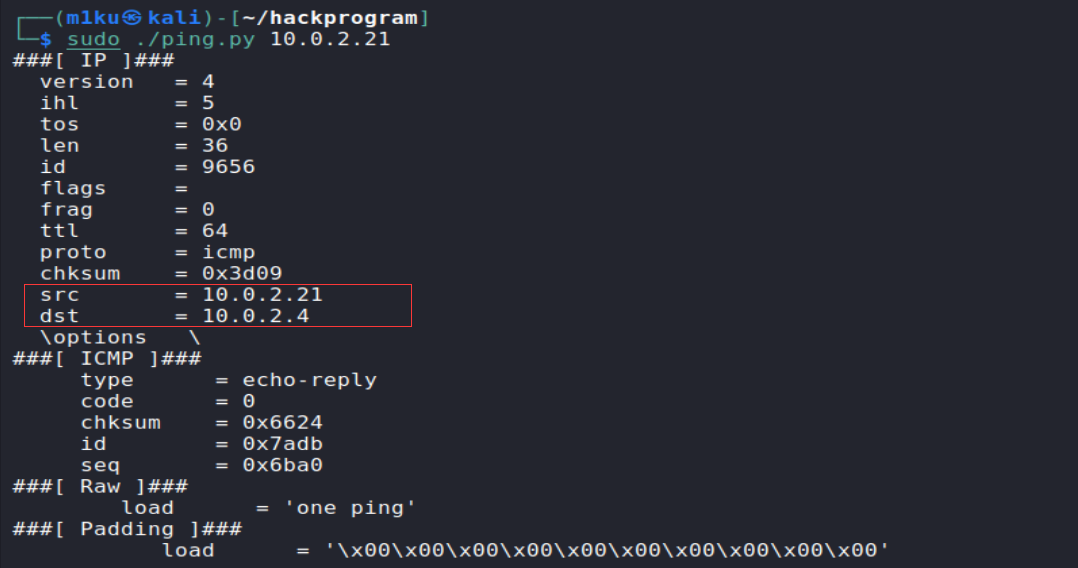 ┌──(m1ku㉿kali)-[~/hackprogram]
└─$ sudo ./ping.py 10.0.2.21
###[ IP ]###
  version   = 4
  ihl       = 5
  tos       = 0x0
  len       = 36
  id        = 9656
  flags     =
  frag      = 0
  ttl       = 64
  proto     = icmp
  chksum    = 0x3d09
  src       = 10.0.2.21
  dst       = 10.0.2.4
  \options   \
###[ ICMP ]###
     type      = echo-reply
     code      = 0
     chksum    = 0x6624
     id        = 0x7adb
     seq       = 0x6ba0
###[ Raw ]###
        load      = 'one ping'
###[ Padding ]###
           load      = '\x00\x00\x00\x00\x00\x00\x00\x00\x00\x00'